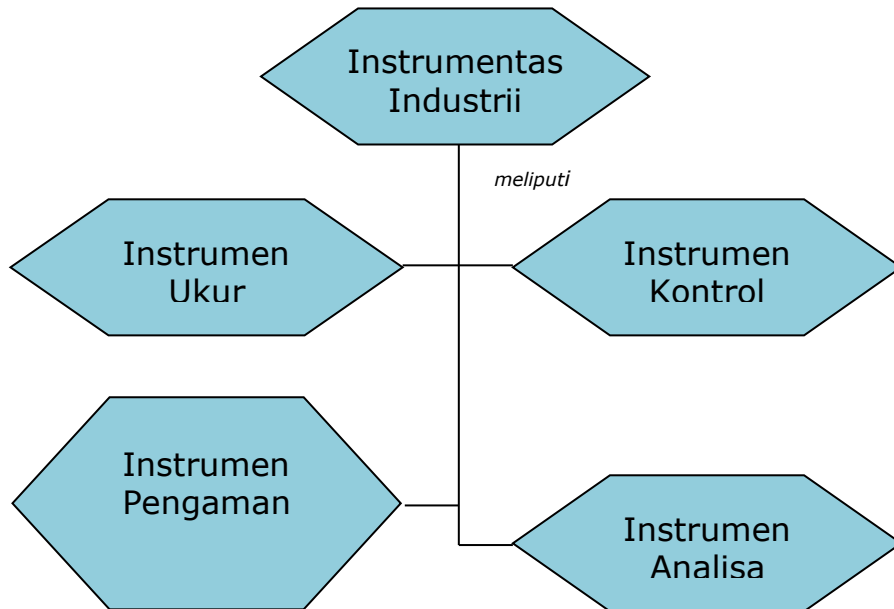 Instrumentas
Industrii
meliputi
Instrumen
Ukur
Instrumen
Kontrol
Instrumen
Pengaman
Instrumen
Analisa